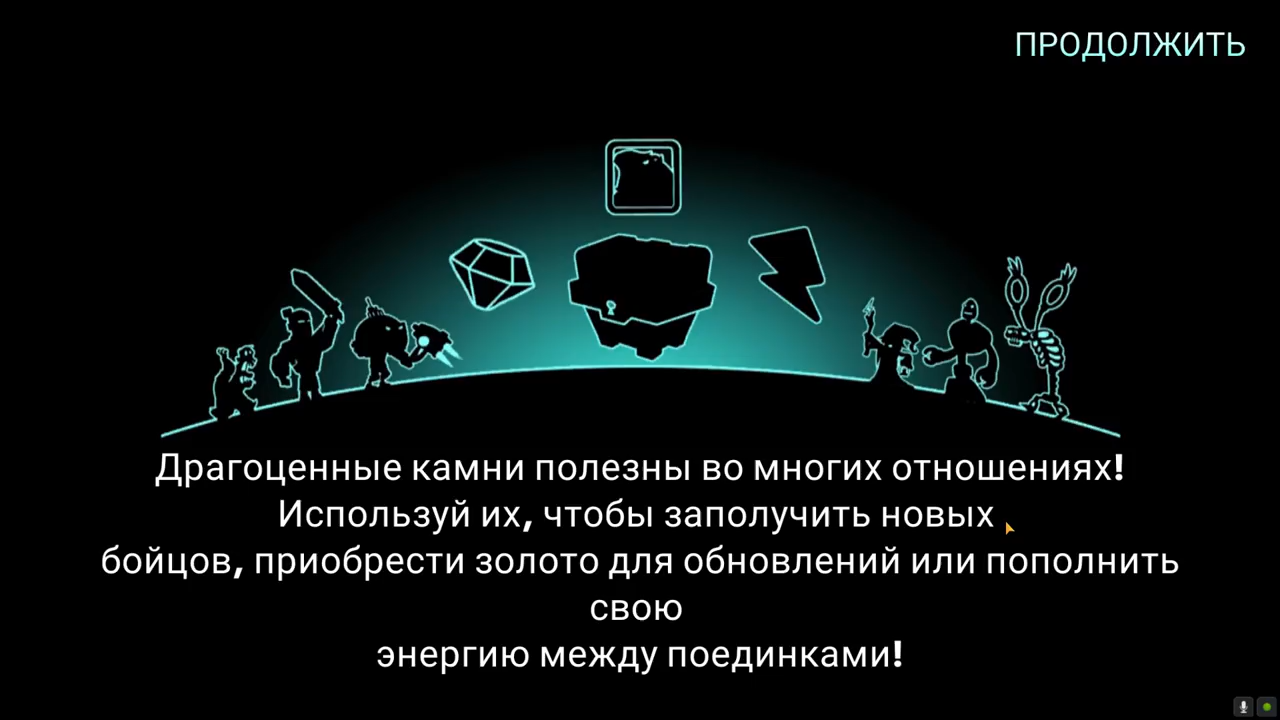 ПРОДОЛЖИТЬ
Драгоценные камни полезны во многих отношениях!
Используй их, чтобы заполучить новых
бойцов, приобрести золото для обновлений или пополнить
свою
энергию между поединками!